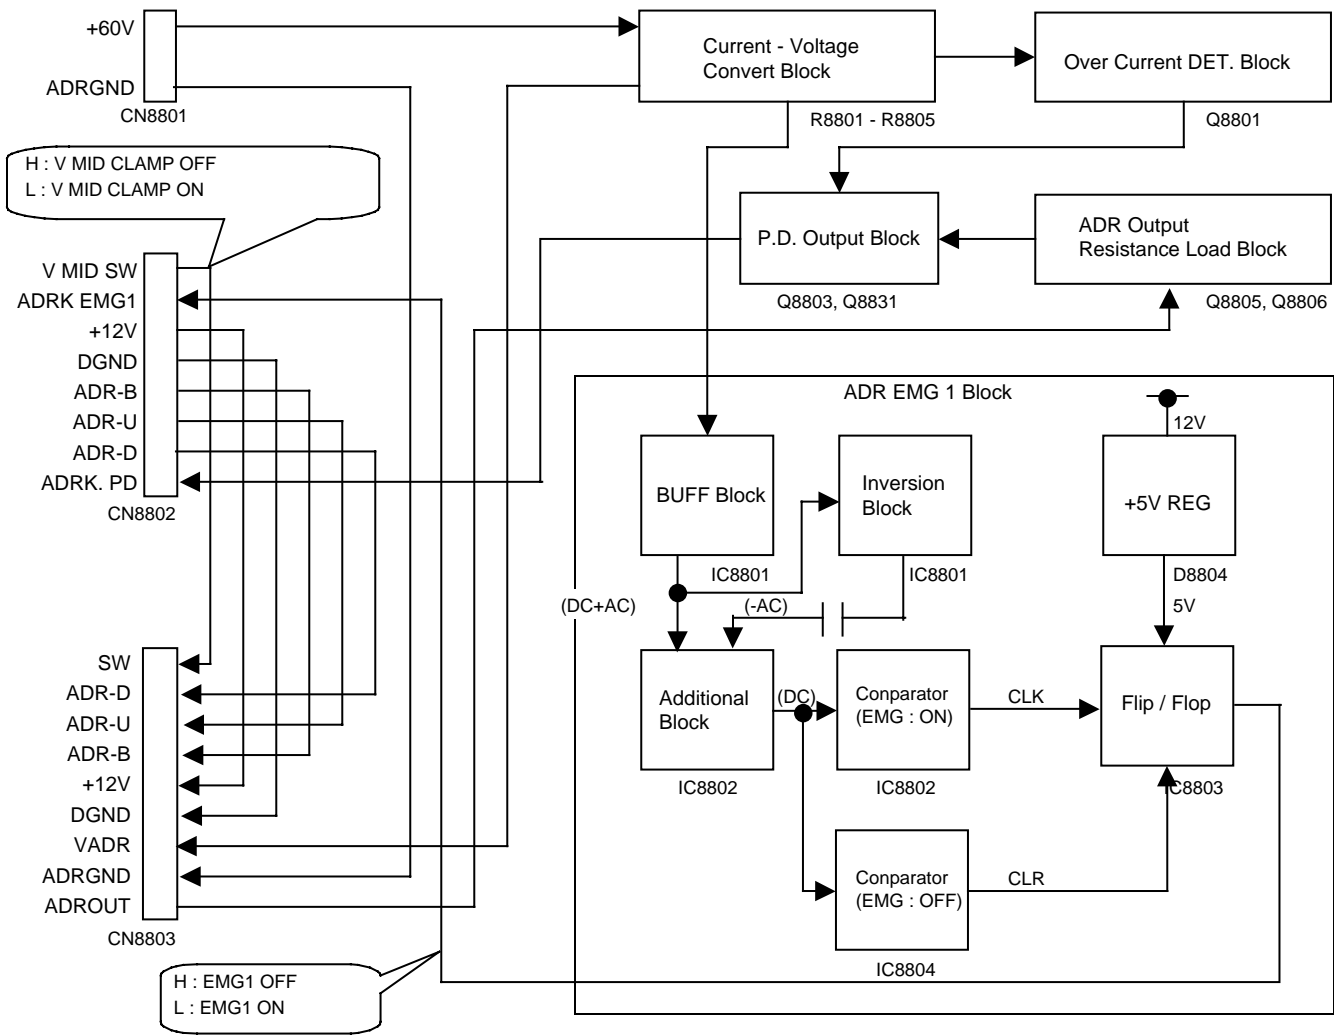 +60V
ADRGND
CN8801
Current - Voltage
Convert Block
R8801 - R8805
Over Current DET. Block
Q8801
H : V MID CLAMP OFF
L : V MID CLAMP ON
P.D. Output Block
Q8803, Q8831
ADR Output
Resistance Load Block
Q8805, Q8806
V MID SW
ADRK EMG1
+12V
DGND
ADR-B
ADR-U
ADR-D
ADRK. PD
CN8802
ADR EMG 1 Block
12V
BUFF Block
IC8801
Inversion
Block
IC8801
+5V REG
D8804
5V
(DC+AC)
(-AC)
SW
ADR-D
ADR-U
ADR-B
+12V
DGND
VADR
ADRGND
ADROUT
CN8803
Additional
Block
IC8802
(DC)
Conparator
(EMG : ON)
IC8802
CLK
Flip / Flop
IC8803
Conparator
(EMG : OFF)
IC8804
CLR
H : EMG1 OFF
L : EMG1 ON